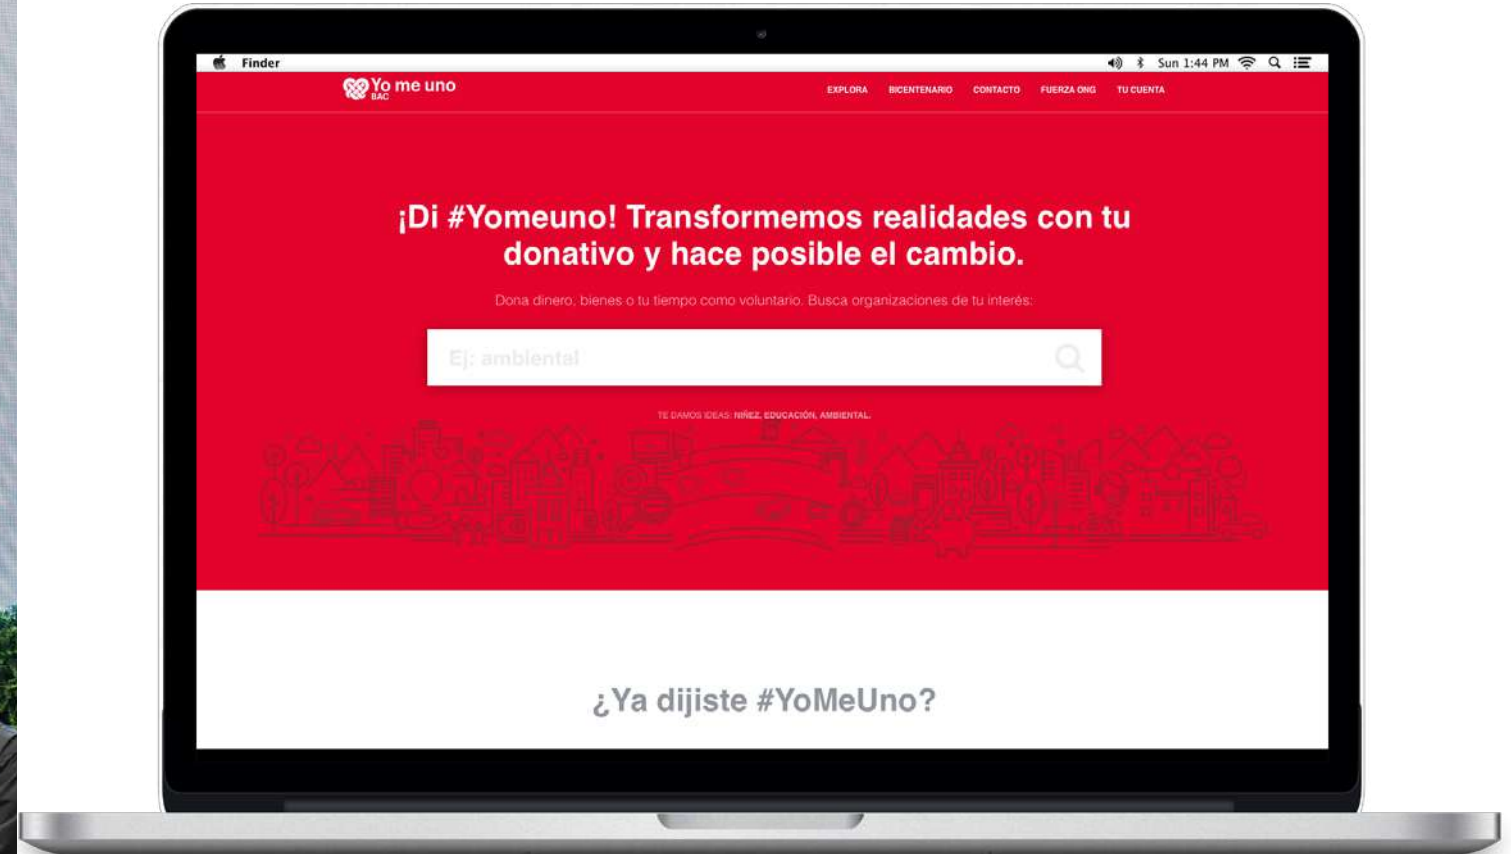 Finder
Sun 1:44 PM
Yo me uno
BAC
EXPLORA BICENTENARIO CONTACTO FUERZA ONG TU CUENTA
¡Di #Yomeuno! Transformemos realidades con tu
donativo y hace posible el cambio.
Dona dinero, bienes o tu tiempo como voluntario. Busca organizaciones de tu interés:
Ej: ambiental
TE DAMOS IDEAS: NIÑEZ, EDUCACIÓN, AMBIENTAL.
¿Ya dijiste #YoMeUno?